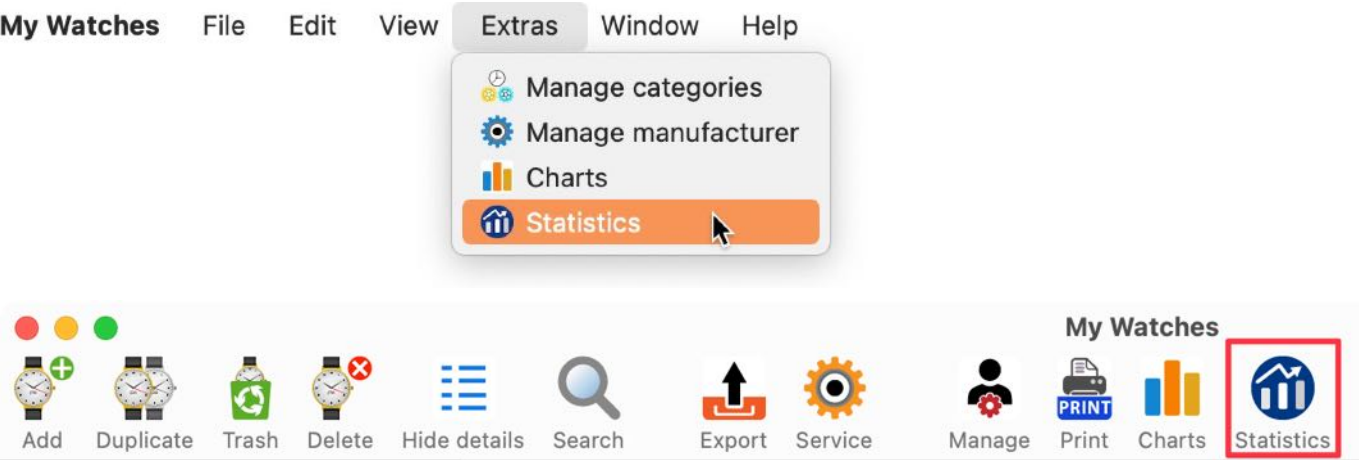 My Watches File Edit View Extras Window Help
Manage categories
Manage manufacturer
Charts
Statistics
My Watches
PRINT
Add Duplicate Trash Delete Hide details Search Export Service Manage Print Charts Statistics